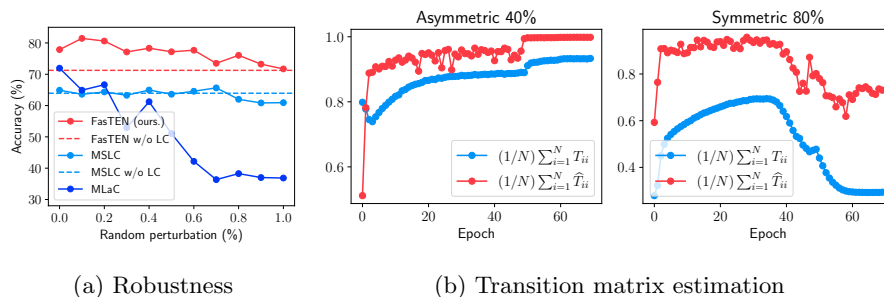 Asymmetric 40%
Symmetric 80%
Accuracy (%)
80
70
60
50
40
30
FasTEN (ours.)
FasTEN w/o LC
MSLC
MSLC w/o LC
MLaC
0.0 0.2 0.4 0.6 0.8 1.0
Random perturbation (%)
1.0
0.8
0.6
(1/N) ∑_{i=1}^{N} T_{ii}
(1/N) ∑_{i=1}^{N} \widehat{T}_{ii}
0 20 40 60
Epoch
0.8
0.6
0.4
(1/N) ∑_{i=1}^{N} T_{ii}
(1/N) ∑_{i=1}^{N} \widehat{T}_{ii}
0 20 40 60
Epoch
(a) Robustness
(b) Transition matrix estimation